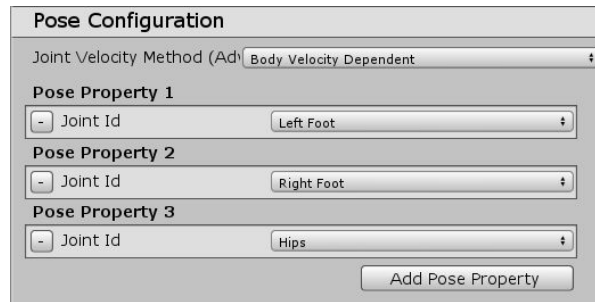 Pose Configuration
Joint Velocity Method (Adv Body Velocity Dependent
Pose Property 1
- Joint Id Left Foot
Pose Property 2
- Joint Id Right Foot
Pose Property 3
- Joint Id Hips
Add Pose Property